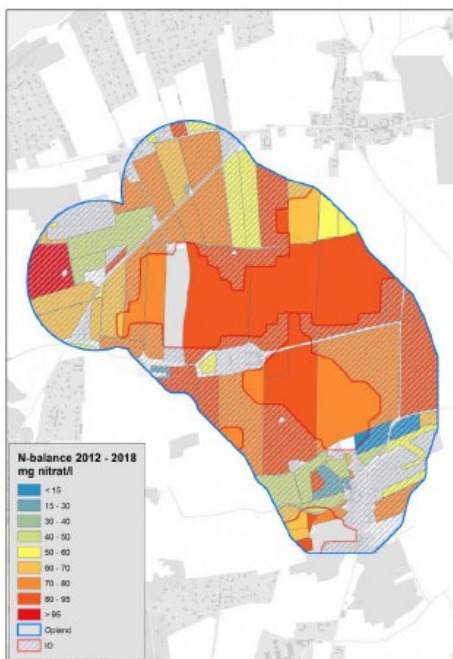 N-balance 2012 - 2018
mg nitrat/l
< 15
15 - 30
30 - 40
40 - 50
50 - 60
60 - 70
70 - 80
80 - 95
> 95
Opland
IO